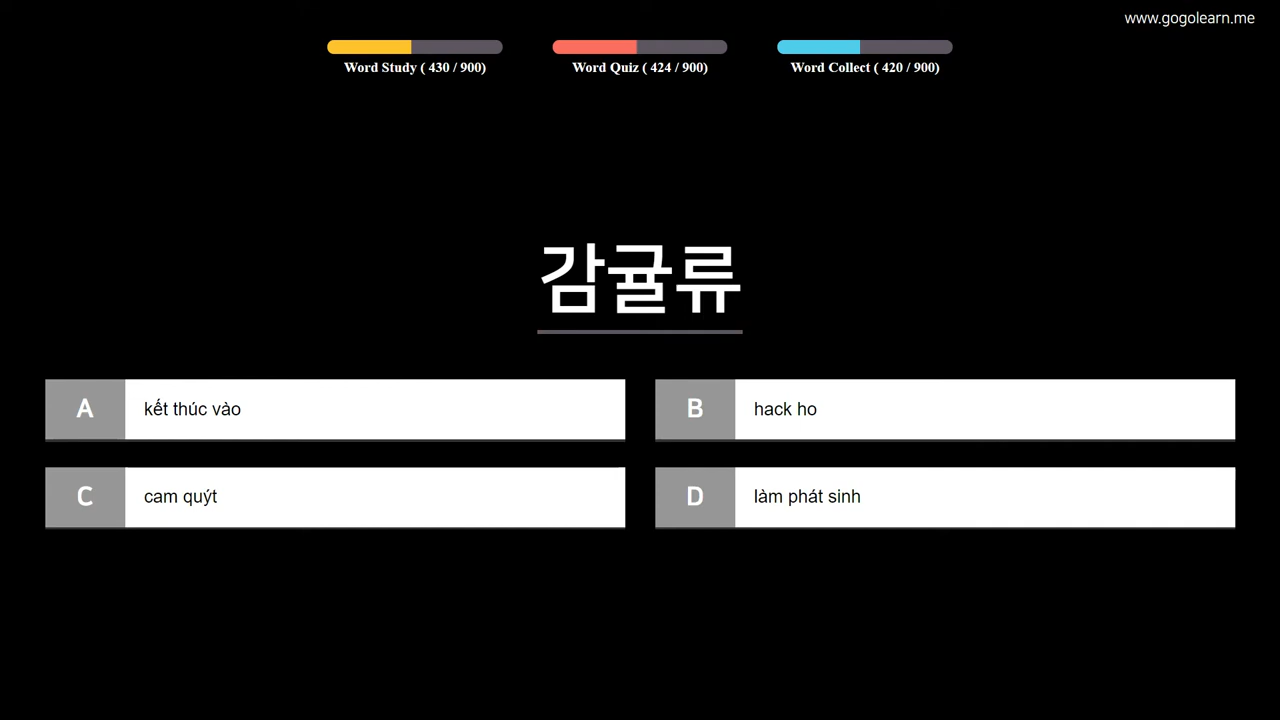 www.gogolearn.me
Word Study ( 430 / 900)
Word Quiz ( 424 / 900)
Word Collect ( 420 / 900)
감귤류
A kết thúc vào
B hack ho
C cam quýt
D làm phát sinh